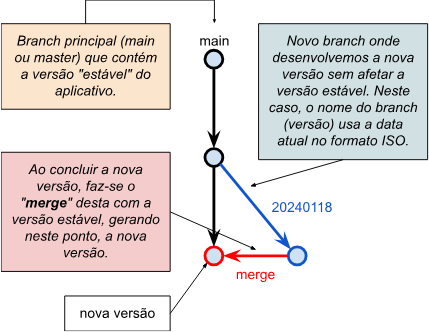 Branch principal (main
ou master) que contém
a versão "estável" do
aplicativo.
main
Novo branch onde
desenvolvemos a nova
versão sem afetar a
versão estável. Neste
caso, o nome do branch
(versão) usa a data
atual no formato ISO.
Ao concluir a nova
versão, faz-se o
"merge" desta com a
versão estável, gerando
neste ponto, a nova
versão.
20240118
merge
nova versão